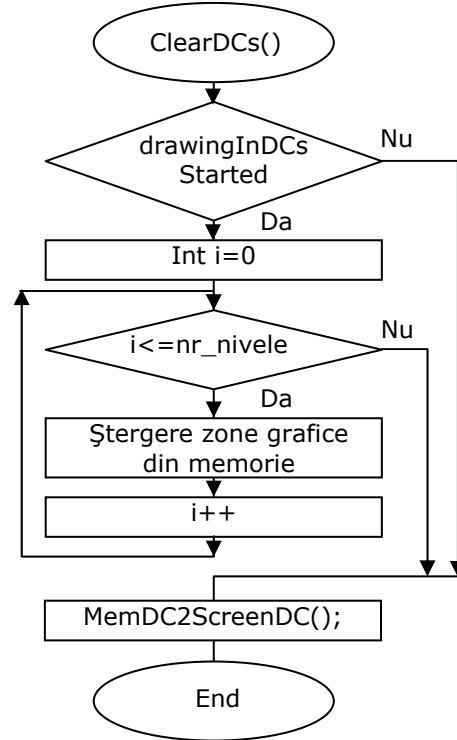 ClearDCs()
drawingInDCs
Started
Nu
Da
Int i=0
i<=nr_nivele
Nu
Da
Ştergere zone grafice
din memorie
i++
MemDC2ScreenDC();
End